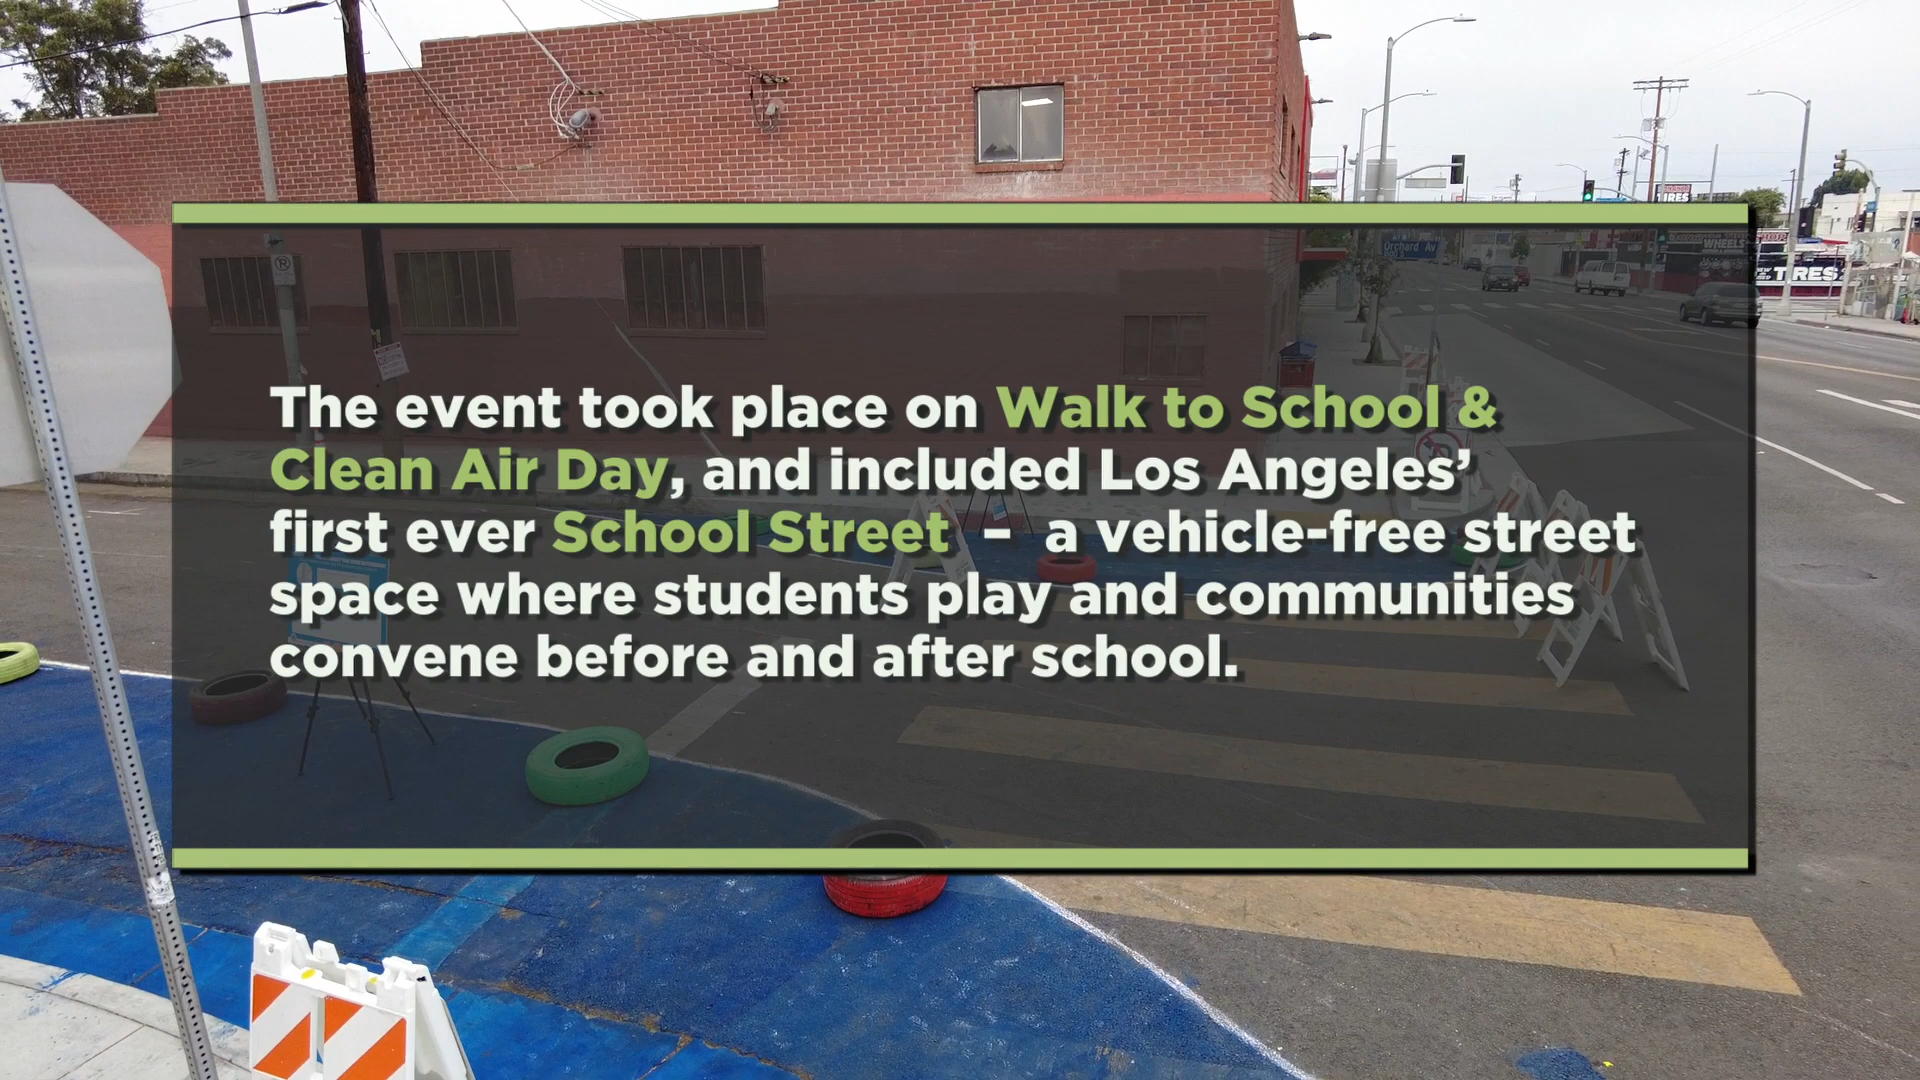 Orchard Av
TIRES
WHEELS
TIRES
The event took place on Walk to School &
Clean Air Day, and included Los Angeles’
first ever School Street – a vehicle-free street
space where students play and communities
convene before and after school.